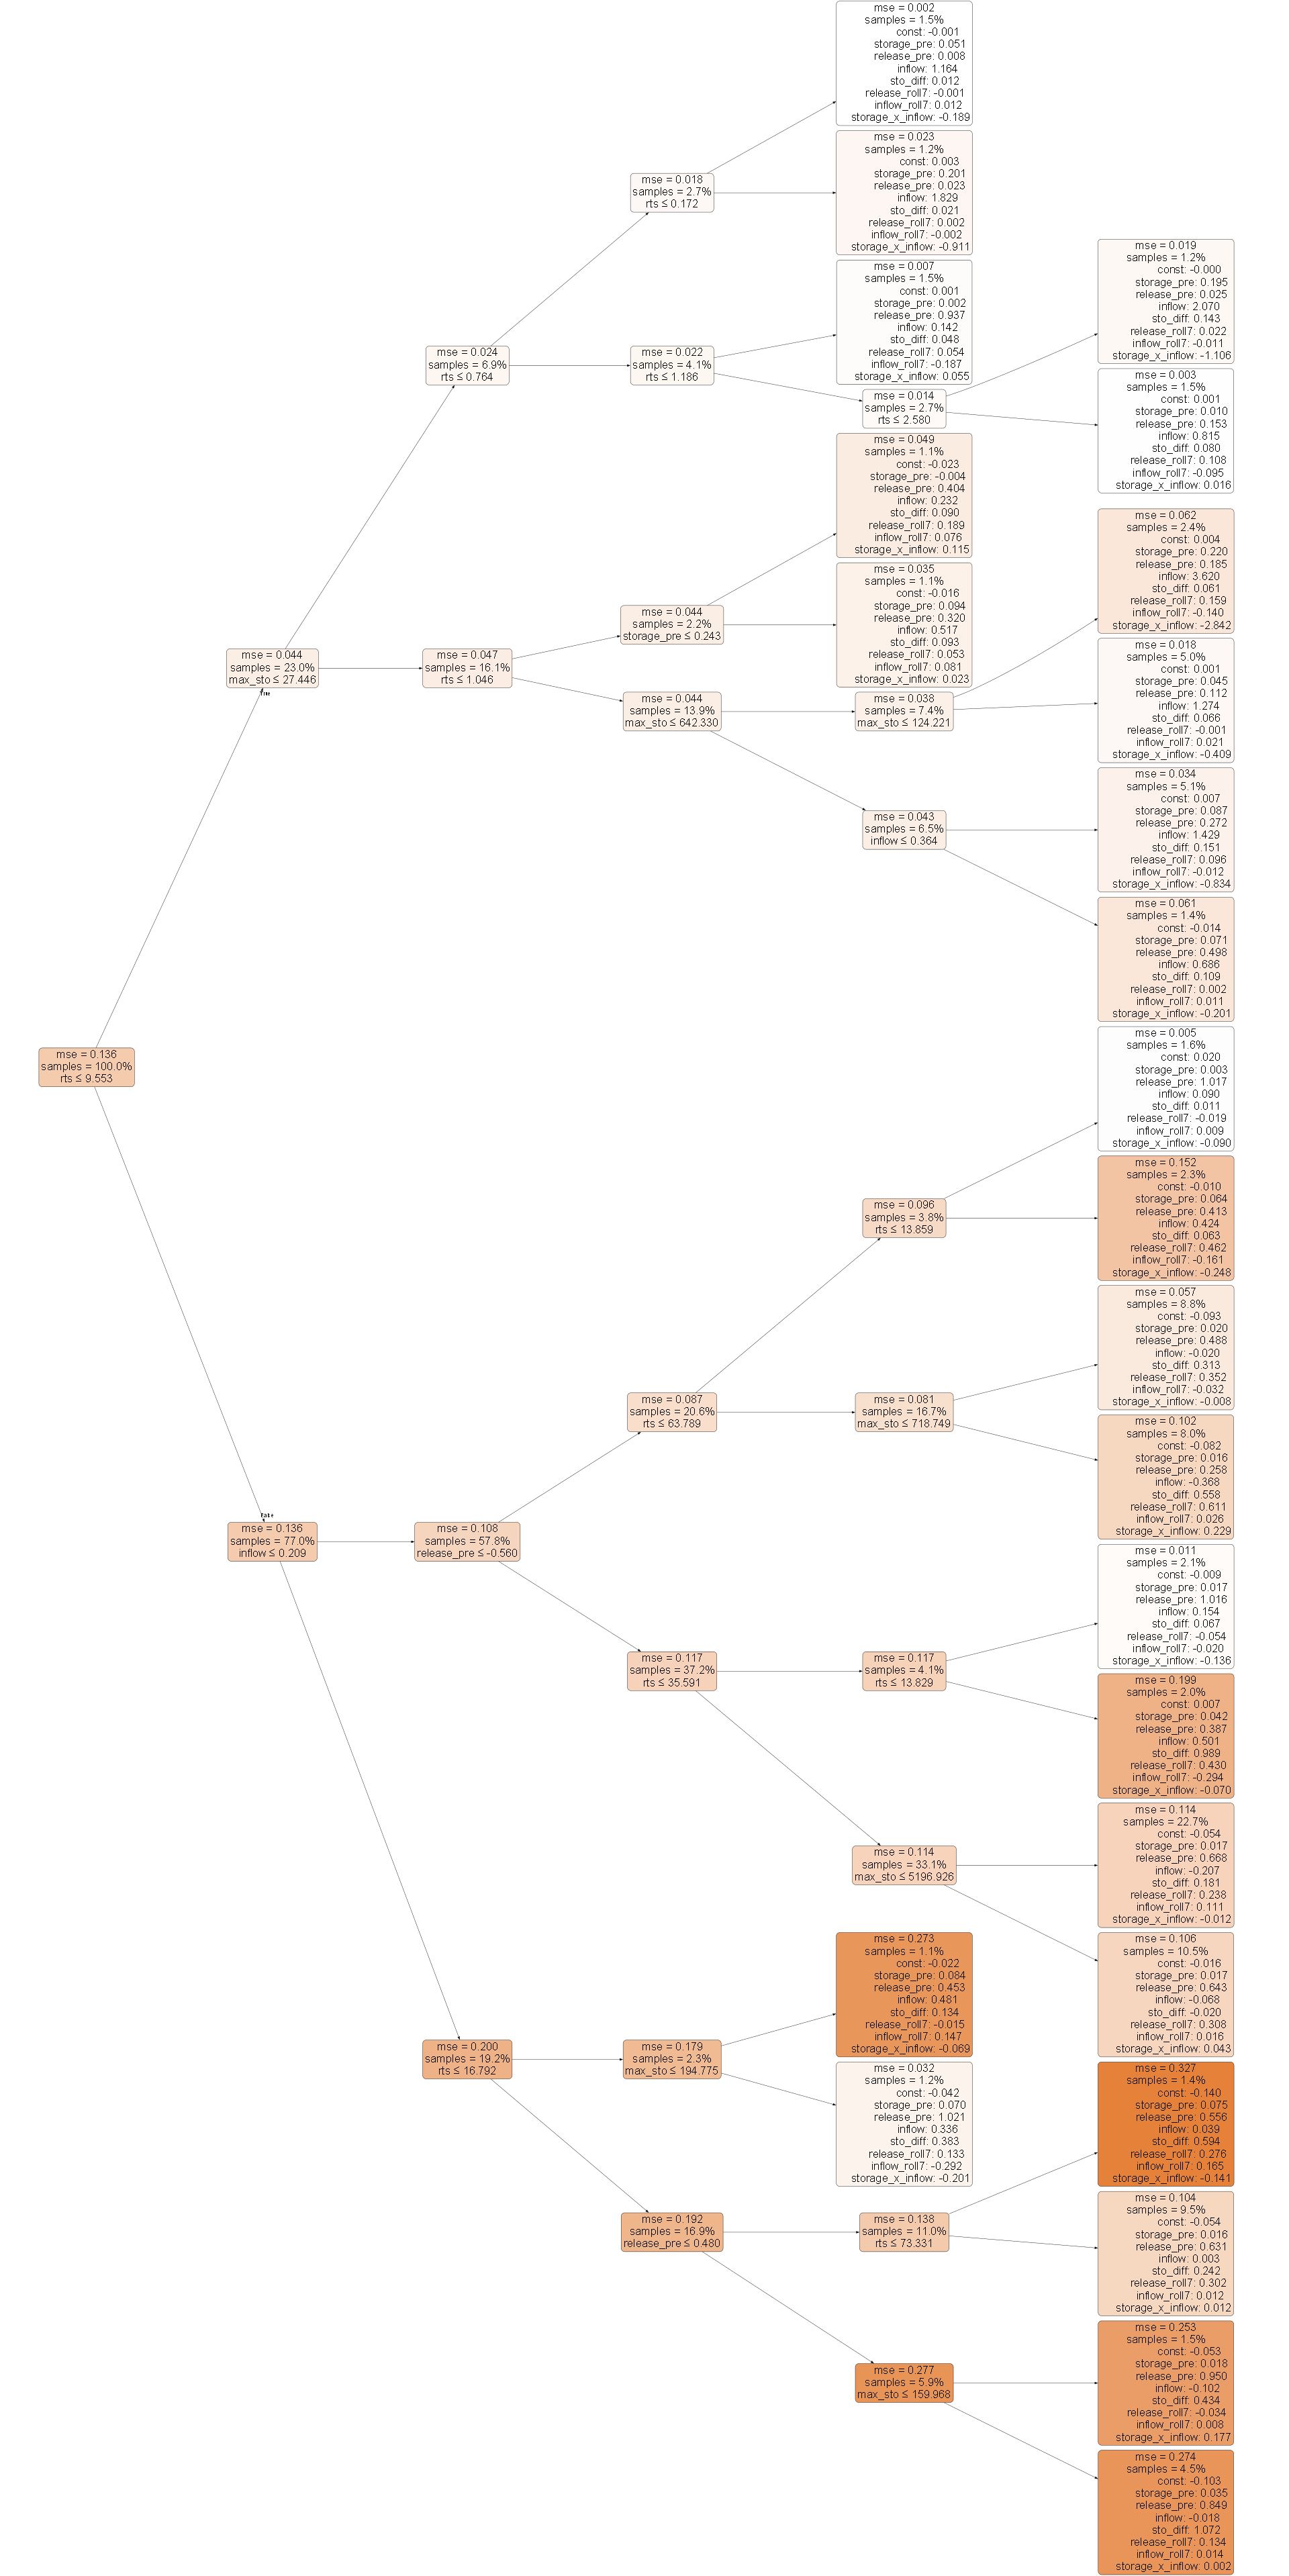 mse = 0.002
samples = 1.5%
const: -0.001
storage_pre: 0.051
release_pre: 0.008
inflow: 1.164
sto_diff: 0.012
release_roll7: -0.001
inflow_roll7: 0.012
storage_x_inflow: -0.189
mse = 0.023
samples = 1.2%
const: 0.003
storage_pre: 0.201
release_pre: 0.023
inflow: 1.829
sto_diff: 0.021
release_roll7: 0.002
inflow_roll7: -0.002
storage_x_inflow: -0.911
mse = 0.018
samples = 2.7%
rts ≤ 0.172
mse = 0.007
samples = 1.5%
const: 0.001
storage_pre: 0.002
release_pre: 0.937
inflow: 0.142
sto_diff: 0.048
release_roll7: 0.054
inflow_roll7: -0.187
storage_x_inflow: 0.055
mse = 0.019
samples = 1.2%
const: -0.000
storage_pre: 0.195
release_pre: 0.025
inflow: 2.070
sto_diff: 0.143
release_roll7: 0.022
inflow_roll7: -0.011
storage_x_inflow: -1.106
mse = 0.024
samples = 6.9%
rts ≤ 0.764
mse = 0.022
samples = 4.1%
rts ≤ 1.186
mse = 0.014
samples = 2.7%
rts ≤ 2.580
mse = 0.003
samples = 1.5%
const: 0.001
storage_pre: 0.010
release_pre: 0.153
inflow: 0.815
sto_diff: 0.080
release_roll7: 0.108
inflow_roll7: -0.095
storage_x_inflow: 0.016
mse = 0.049
samples = 1.1%
const: -0.023
storage_pre: -0.004
release_pre: 0.404
inflow: 0.232
sto_diff: 0.090
release_roll7: 0.189
inflow_roll7: 0.076
storage_x_inflow: 0.115
mse = 0.062
samples = 2.4%
const: 0.004
storage_pre: 0.220
release_pre: 0.185
inflow: 3.620
sto_diff: 0.061
release_roll7: 0.159
inflow_roll7: -0.140
storage_x_inflow: -2.842
mse = 0.035
samples = 1.1%
const: -0.016
storage_pre: 0.094
release_pre: 0.320
inflow: 0.517
sto_diff: 0.093
release_roll7: 0.053
inflow_roll7: 0.081
storage_x_inflow: 0.023
mse = 0.044
samples = 2.2%
storage_pre ≤ 0.243
mse = 0.044
samples = 23.0%
max_sto ≤ 27.446
True
mse = 0.047
samples = 16.1%
rts ≤ 1.046
mse = 0.044
samples = 13.9%
max_sto ≤ 642.330
mse = 0.038
samples = 7.4%
max_sto ≤ 124.221
mse = 0.018
samples = 5.0%
const: 0.001
storage_pre: 0.045
release_pre: 0.112
inflow: 1.274
sto_diff: 0.066
release_roll7: -0.001
inflow_roll7: 0.021
storage_x_inflow: -0.409
mse = 0.034
samples = 5.1%
const: 0.007
storage_pre: 0.087
release_pre: 0.272
inflow: 1.429
sto_diff: 0.151
release_roll7: 0.096
inflow_roll7: -0.012
storage_x_inflow: -0.834
mse = 0.043
samples = 6.5%
inflow ≤ 0.364
mse = 0.061
samples = 1.4%
const: -0.014
storage_pre: 0.071
release_pre: 0.498
inflow: 0.686
sto_diff: 0.109
release_roll7: 0.002
inflow_roll7: 0.011
storage_x_inflow: -0.201
mse = 0.136
samples = 100.0%
rts ≤ 9.553
mse = 0.005
samples = 1.6%
const: 0.020
storage_pre: 0.003
release_pre: 1.017
inflow: 0.090
sto_diff: 0.011
release_roll7: -0.019
inflow_roll7: 0.009
storage_x_inflow: -0.090
mse = 0.096
samples = 3.8%
rts ≤ 13.859
mse = 0.152
samples = 2.3%
const: -0.010
storage_pre: 0.064
release_pre: 0.413
inflow: 0.424
sto_diff: 0.063
release_roll7: 0.462
inflow_roll7: -0.161
storage_x_inflow: -0.248
mse = 0.057
samples = 8.8%
const: -0.093
storage_pre: 0.020
release_pre: 0.488
inflow: -0.020
sto_diff: 0.313
release_roll7: 0.352
inflow_roll7: -0.032
storage_x_inflow: -0.008
mse = 0.087
samples = 20.6%
rts ≤ 63.789
mse = 0.081
samples = 16.7%
max_sto ≤ 718.749
mse = 0.102
samples = 8.0%
const: -0.082
storage_pre: 0.016
release_pre: 0.258
inflow: -0.368
sto_diff: 0.558
release_roll7: 0.611
inflow_roll7: 0.026
storage_x_inflow: 0.229
False
mse = 0.136
samples = 77.0%
inflow ≤ 0.209
mse = 0.108
samples = 57.8%
release_pre ≤ -0.560
mse = 0.011
samples = 2.1%
const: -0.009
storage_pre: 0.017
release_pre: 1.016
inflow: 0.154
sto_diff: 0.067
release_roll7: -0.054
inflow_roll7: -0.020
storage_x_inflow: -0.136
mse = 0.117
samples = 37.2%
rts ≤ 35.591
mse = 0.117
samples = 4.1%
rts ≤ 13.829
mse = 0.199
samples = 2.0%
const: 0.007
storage_pre: 0.042
release_pre: 0.387
inflow: 0.501
sto_diff: 0.989
release_roll7: 0.430
inflow_roll7: -0.294
storage_x_inflow: -0.070
mse = 0.114
samples = 22.7%
const: -0.054
storage_pre: 0.017
release_pre: 0.668
inflow: -0.207
sto_diff: 0.181
release_roll7: 0.238
inflow_roll7: 0.111
storage_x_inflow: -0.012
mse = 0.114
samples = 33.1%
max_sto ≤ 5196.926
mse = 0.106
samples = 10.5%
const: -0.016
storage_pre: 0.017
release_pre: 0.643
inflow: -0.068
sto_diff: -0.020
release_roll7: 0.308
inflow_roll7: 0.016
storage_x_inflow: 0.043
mse = 0.273
samples = 1.1%
const: -0.022
storage_pre: 0.084
release_pre: 0.453
inflow: 0.481
sto_diff: 0.134
release_roll7: -0.015
inflow_roll7: 0.147
storage_x_inflow: -0.069
mse = 0.200
samples = 19.2%
rts ≤ 16.792
mse = 0.179
samples = 2.3%
max_sto ≤ 194.775
mse = 0.032
samples = 1.2%
const: -0.042
storage_pre: 0.070
release_pre: 1.021
inflow: 0.336
sto_diff: 0.383
release_roll7: 0.133
inflow_roll7: -0.292
storage_x_inflow: -0.201
mse = 0.327
samples = 1.4%
const: -0.140
storage_pre: 0.075
release_pre: 0.556
inflow: 0.039
sto_diff: 0.594
release_roll7: 0.276
inflow_roll7: 0.165
storage_x_inflow: -0.141
mse = 0.192
samples = 16.9%
release_pre ≤ 0.480
mse = 0.138
samples = 11.0%
rts ≤ 73.331
mse = 0.104
samples = 9.5%
const: -0.054
storage_pre: 0.016
release_pre: 0.631
inflow: 0.003
sto_diff: 0.242
release_roll7: 0.302
inflow_roll7: 0.012
storage_x_inflow: 0.012
mse = 0.253
samples = 1.5%
const: -0.053
storage_pre: 0.018
release_pre: 0.950
inflow: -0.102
sto_diff: 0.434
release_roll7: -0.034
inflow_roll7: 0.008
storage_x_inflow: 0.177
mse = 0.277
samples = 5.9%
max_sto ≤ 159.968
mse = 0.274
samples = 4.5%
const: -0.103
storage_pre: 0.035
release_pre: 0.849
inflow: -0.018
sto_diff: 1.072
release_roll7: 0.134
inflow_roll7: 0.014
storage_x_inflow: 0.002